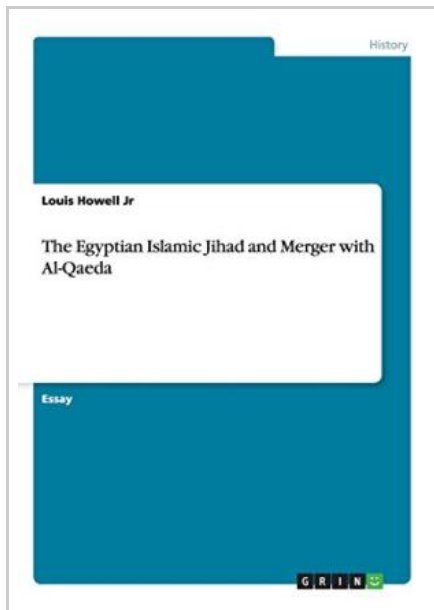 History
Louis Howell Jr
The Egyptian Islamic Jihad and Merger with
Al-Qaeda
Essay
GRIN